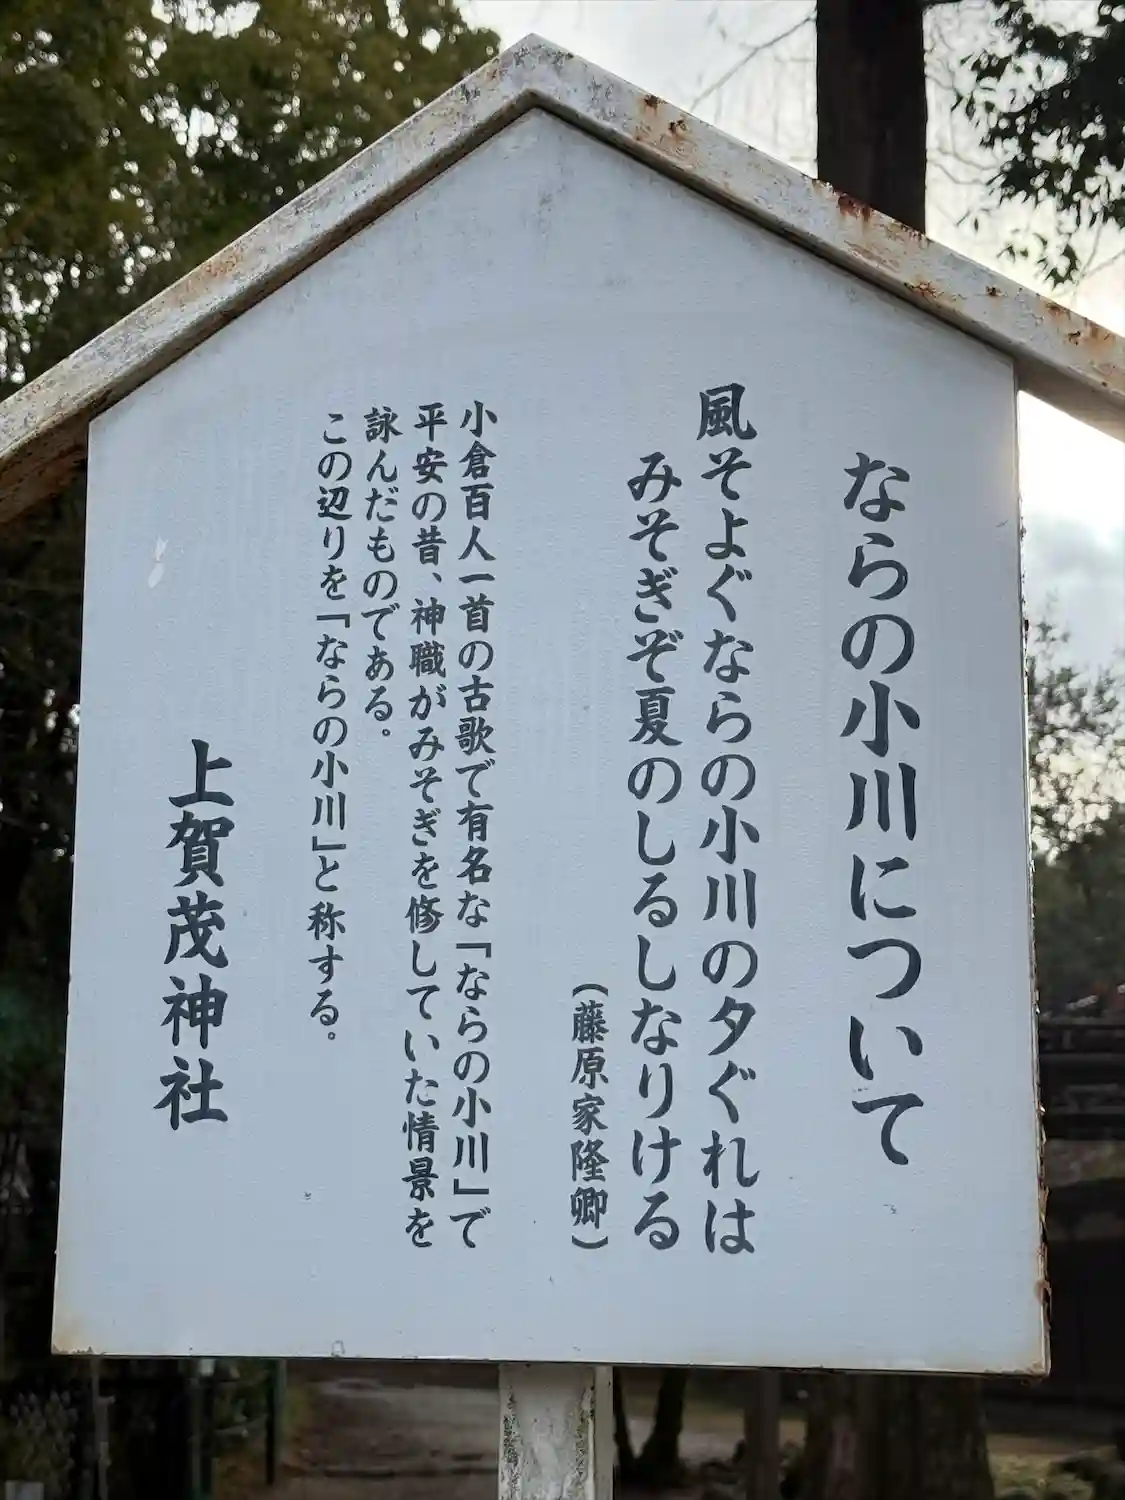 ならの小川について
風そよぐならの小川の夕ぐれは
みそぎぞ夏のしるしなりける
(藤原家隆卿)
小倉百人一首の古歌で有名な「ならの小川」で
平安の昔、神職がみそぎを修していた情景を
詠んだものである。
この辺りを「ならの小川」と称する。
上賀茂神社